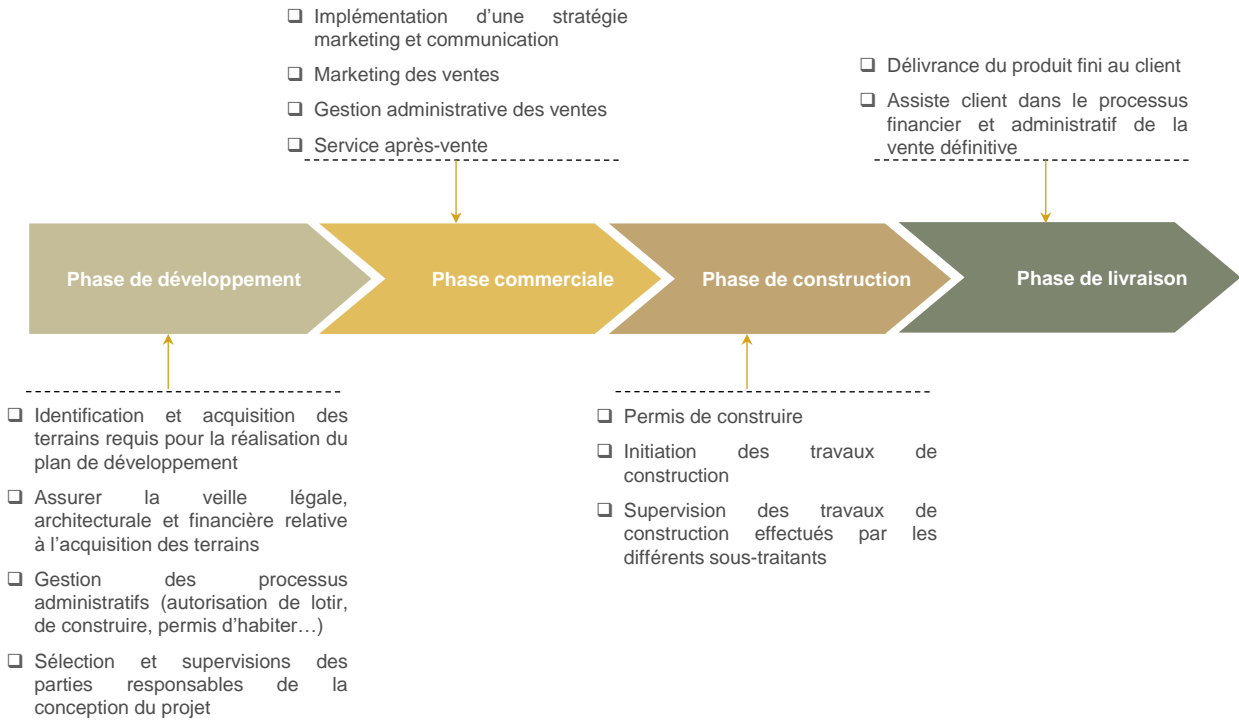 ❑ Implémentation d'une stratégie
marketing et communication
❑ Marketing des ventes
❑ Gestion administrative des ventes
❑ Service après-vente
❑ Délivrance du produit fini au client
❑ Assiste client dans le processus
financier et administratif de la
vente définitive
Phase de développement
Phase commerciale
Phase de construction
Phase de livraison
❑ Identification et acquisition des
terrains requis pour la réalisation du
plan de développement
❑ Assurer la veille légale,
architecturale et financière relative
à l'acquisition des terrains
❑ Gestion des processus
administratifs (autorisation de lotir,
de construire, permis d'habiter…)
❑ Sélection et supervisions des
parties responsables de la
conception du projet
❑ Permis de construire
❑ Initiation des travaux de
construction
❑ Supervision des travaux de
construction effectués par les
différents sous-traitants